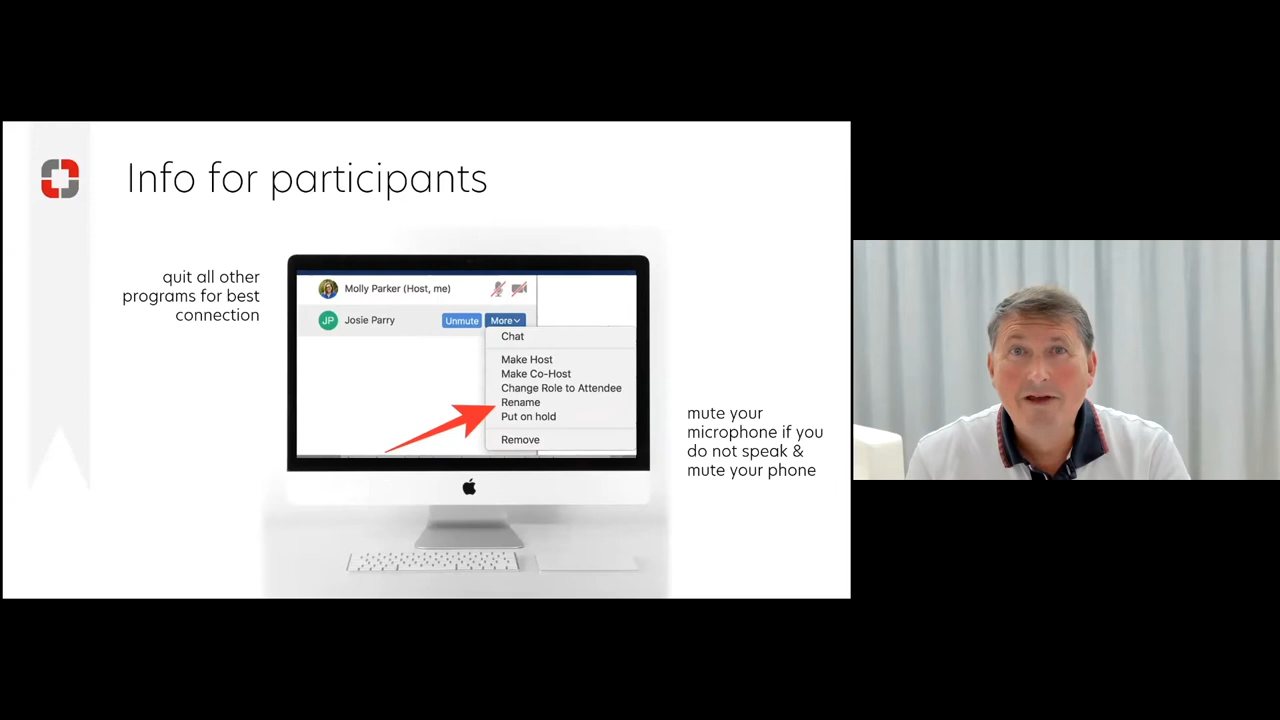 Info for participants
quit all other
programs for best
connection
Molly Parker (Host, me)
JP Josie Parry Unmute More
Chat
Make Host
Make Co-Host
Change Role to Attendee
Rename
Put on hold
Remove
mute your
microphone if you
do not speak &
mute your phone